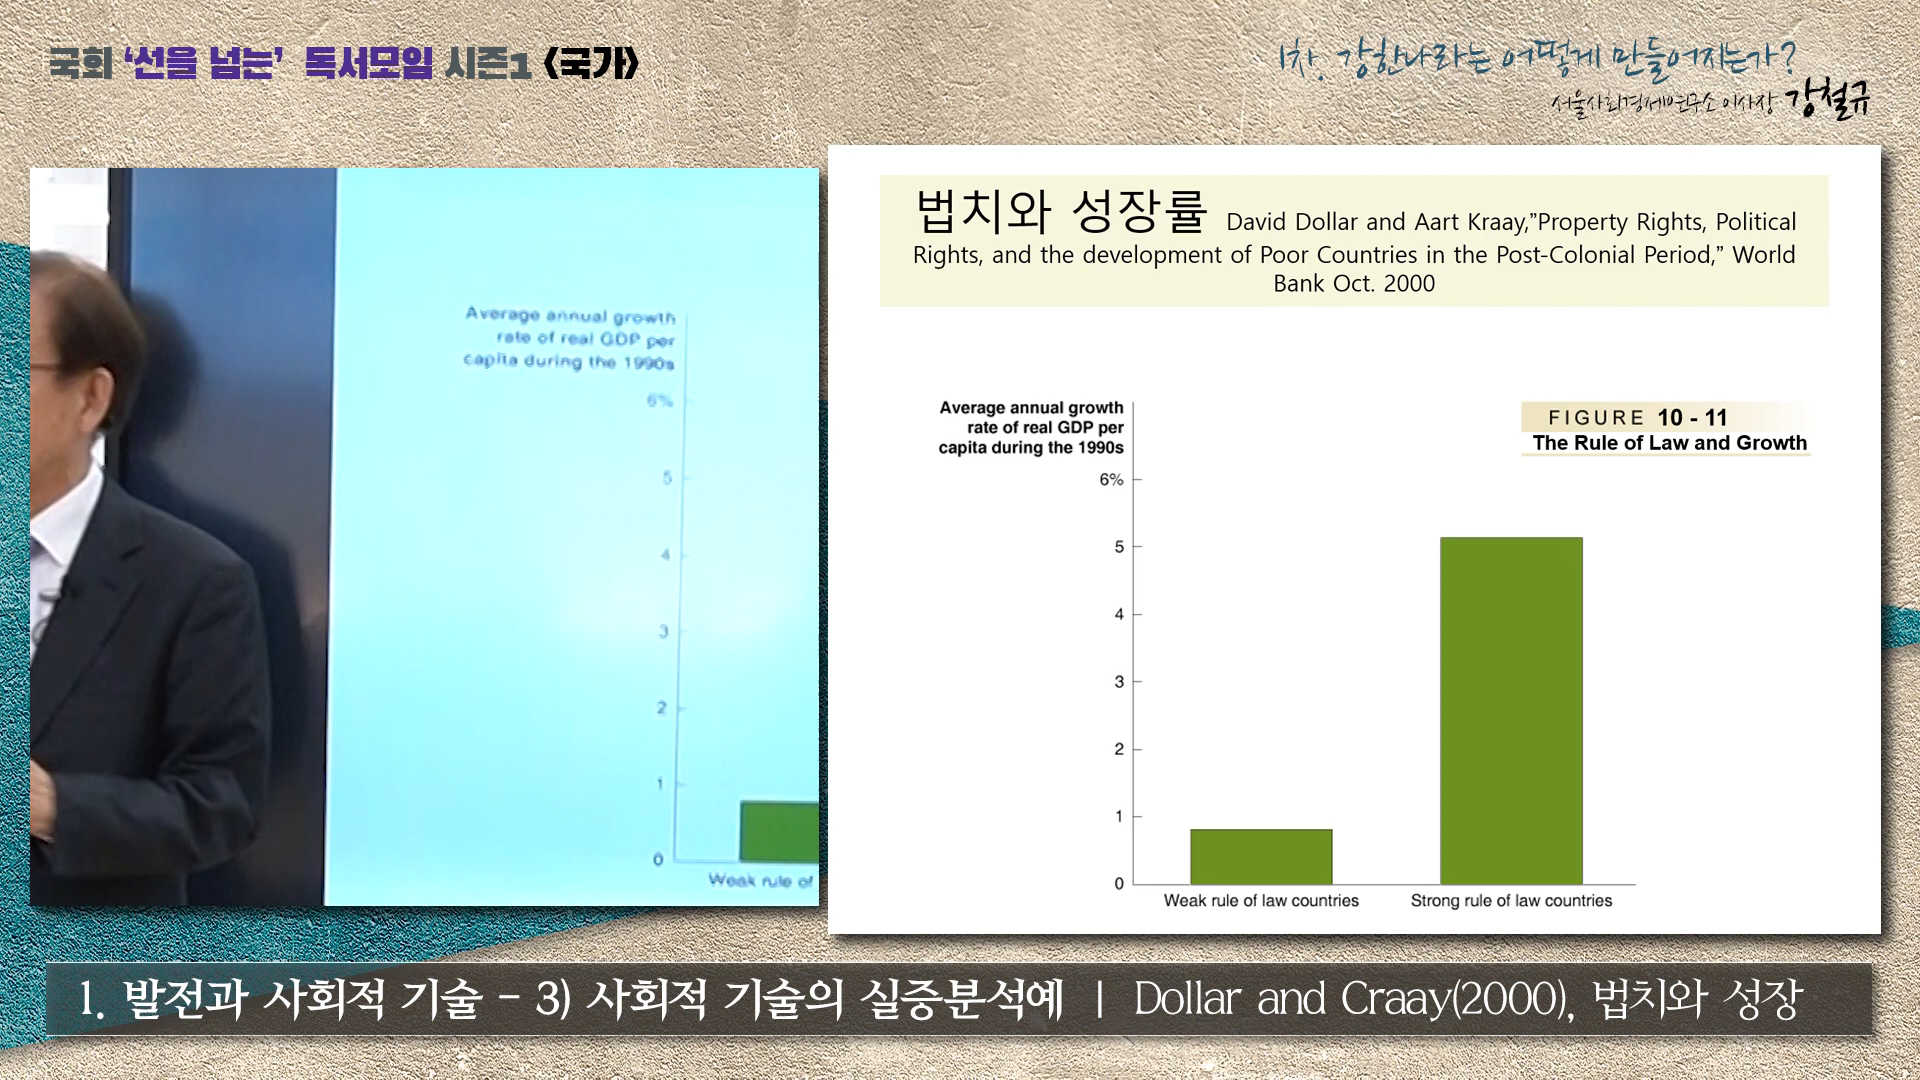 국회 ‘선을 넘는’ 독서모임 시즌1 <국가>
1차. 강한나라는 어떻게 만들어지는가?
서울사회경제연구소 이사장 강철규
Average annual growth
rate of real GDP per
capita during the 1990s
6%
5
4
3
2
1
0
Weak rule of
법치와 성장률 David Dollar and Aart Kraay,”Property Rights, Political
Rights, and the development of Poor Countries in the Post-Colonial Period,” World
Bank Oct. 2000
Average annual growth
rate of real GDP per
capita during the 1990s
FIGURE 10 - 11
The Rule of Law and Growth
6%
5
4
3
2
1
0
Weak rule of law countries Strong rule of law countries
1. 발전과 사회적 기술 - 3) 사회적 기술의 실증분석예 | Dollar and Craay(2000), 법치와 성장